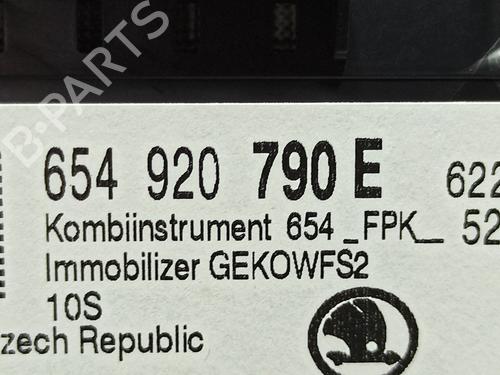 B-PARTS
654 920 790 E 622
Kombiinstrument 654 _FPK_ 52
Immobilizer GEKOWFS2
10S
zech Republic